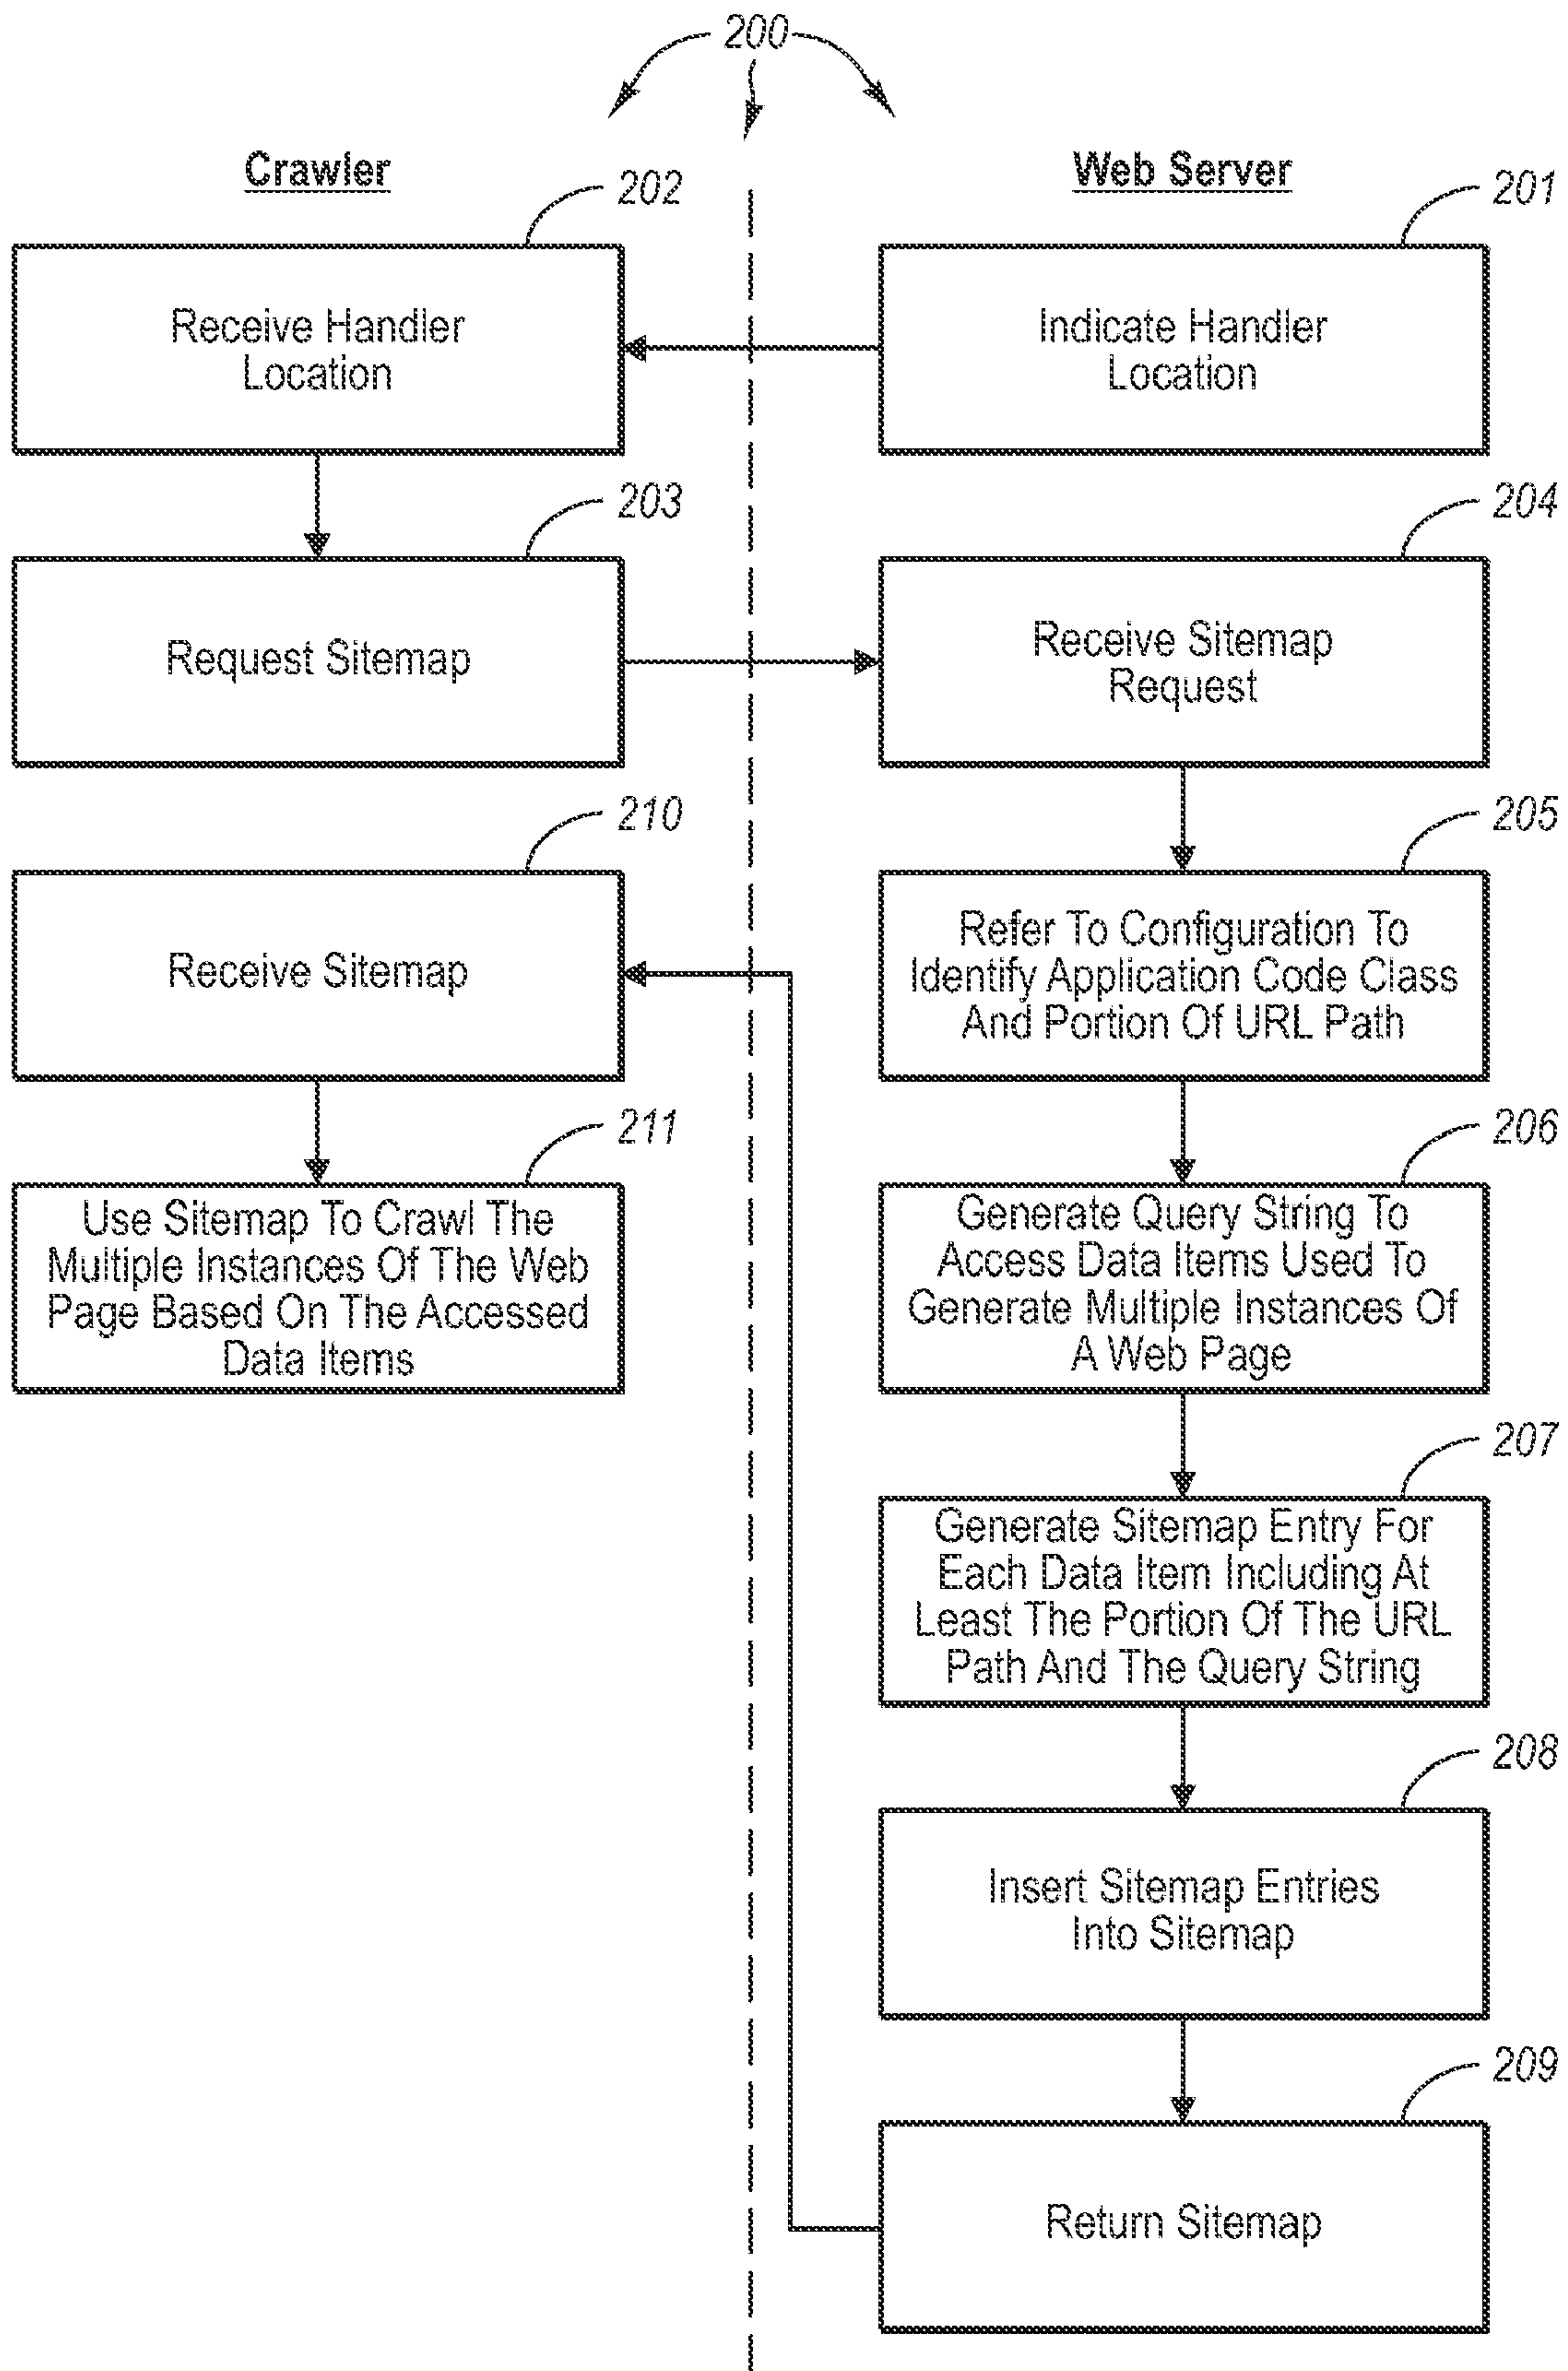 200
Crawler
Web Server
202
201
Receive Handler
Location
Indicate Handler
Location
203
204
Request Sitemap
Receive Sitemap
Request
210
205
Receive Sitemap
Refer To Configuration To
Identify Application Code Class
And Portion Of URL Path
211
206
Use Sitemap To Crawl The
Multiple Instances Of The Web
Page Based On The Accessed
Data Items
Generate Query String To
Access Data Items Used To
Generate Multiple Instances Of
A Web Page
207
Generate Sitemap Entry For
Each Data Item Including At
Least The Portion Of The URL
Path And The Query String
208
Insert Sitemap Entries
Into Sitemap
209
Return Sitemap